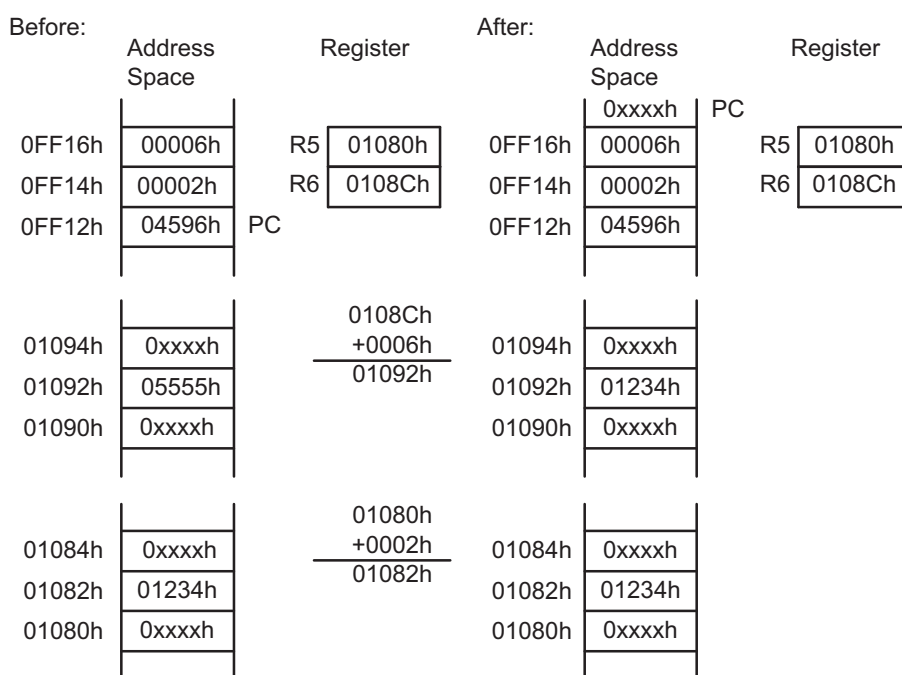 Before:
Address Space
Register
0FF16h 00006h R5 01080h
0FF14h 00002h R6 0108Ch
0FF12h 04596h PC
0108Ch
01094h 0xxxxh +0006h
01092h 05555h 01092h
01090h 0xxxxh
01080h
01084h 0xxxxh +0002h
01082h 01234h 01082h
01080h 0xxxxh
After:
Address Space
Register
0xxxxh PC
0FF16h 00006h R5 01080h
0FF14h 00002h R6 0108Ch
0FF12h 04596h
01094h 0xxxxh
01092h 01234h
01090h 0xxxxh
01084h 0xxxxh
01082h 01234h
01080h 0xxxxh